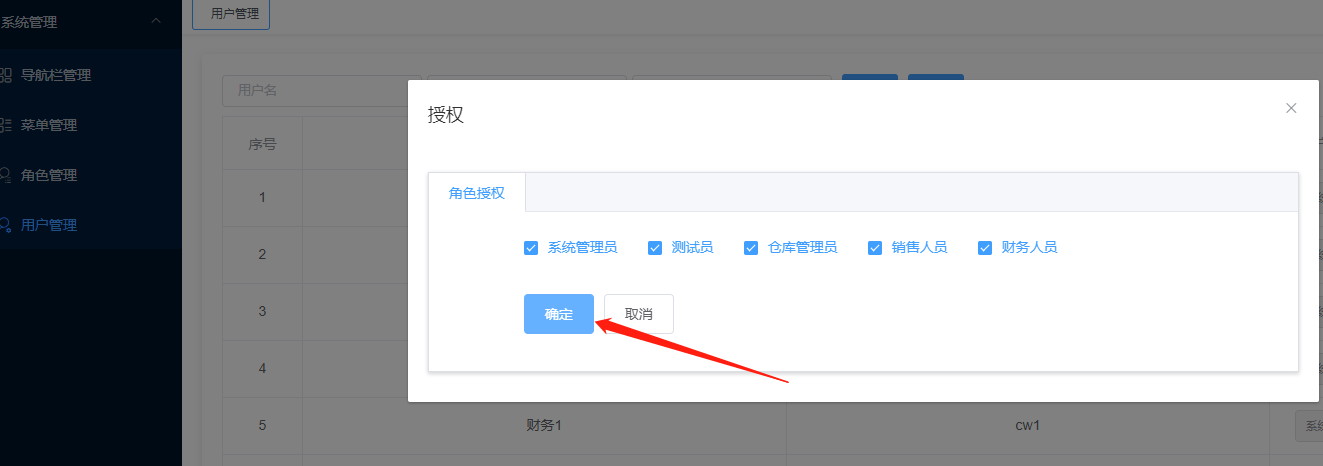 系统管理
用户管理
导航栏管理
菜单管理
角色管理
用户管理
用户名
序号
1
2
3
4
5
财务1
cw1
授权
角色授权
系统管理员
测试员
仓库管理员
销售人员
财务人员
确定
取消